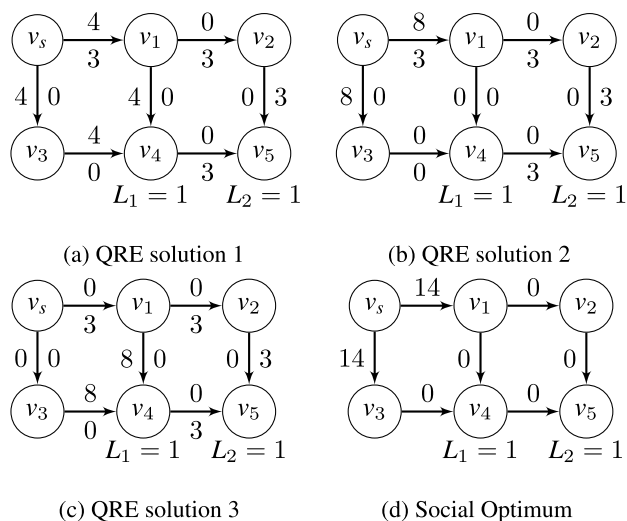 4 0
v_s v_1 v_2
3 3
4 0 4 0 0 3
4 0
v_3 v_4 v_5
0 3
L_1 = 1 L_2 = 1
(a) QRE solution 1
8 0
v_s v_1 v_2
3 3
8 0 0 0 0 3
0 0
v_3 v_4 v_5
0 3
L_1 = 1 L_2 = 1
(b) QRE solution 2
0 0
v_s v_1 v_2
3 3
0 0 8 0 0 3
8 0
v_3 v_4 v_5
0 3
L_1 = 1 L_2 = 1
(c) QRE solution 3
14 0
v_s v_1 v_2
14 0 0
0 0
v_3 v_4 v_5
L_1 = 1 L_2 = 1
(d) Social Optimum